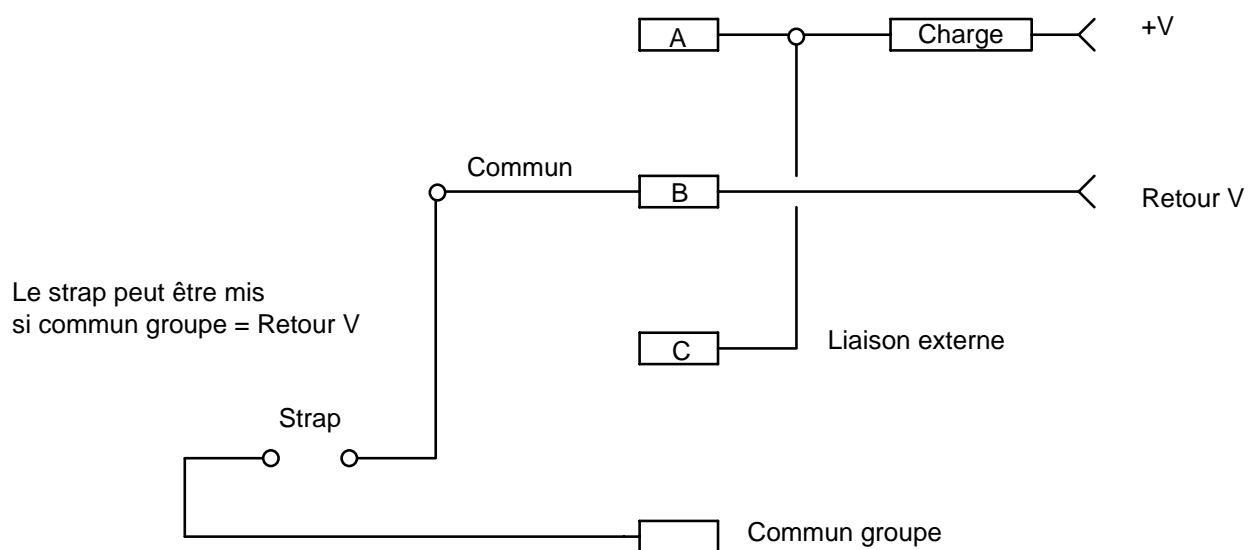 A
Charge
+V
Commun
B
Retour V
Le strap peut être mis
si commun groupe = Retour V
C
Liaison externe
Strap
Commun groupe